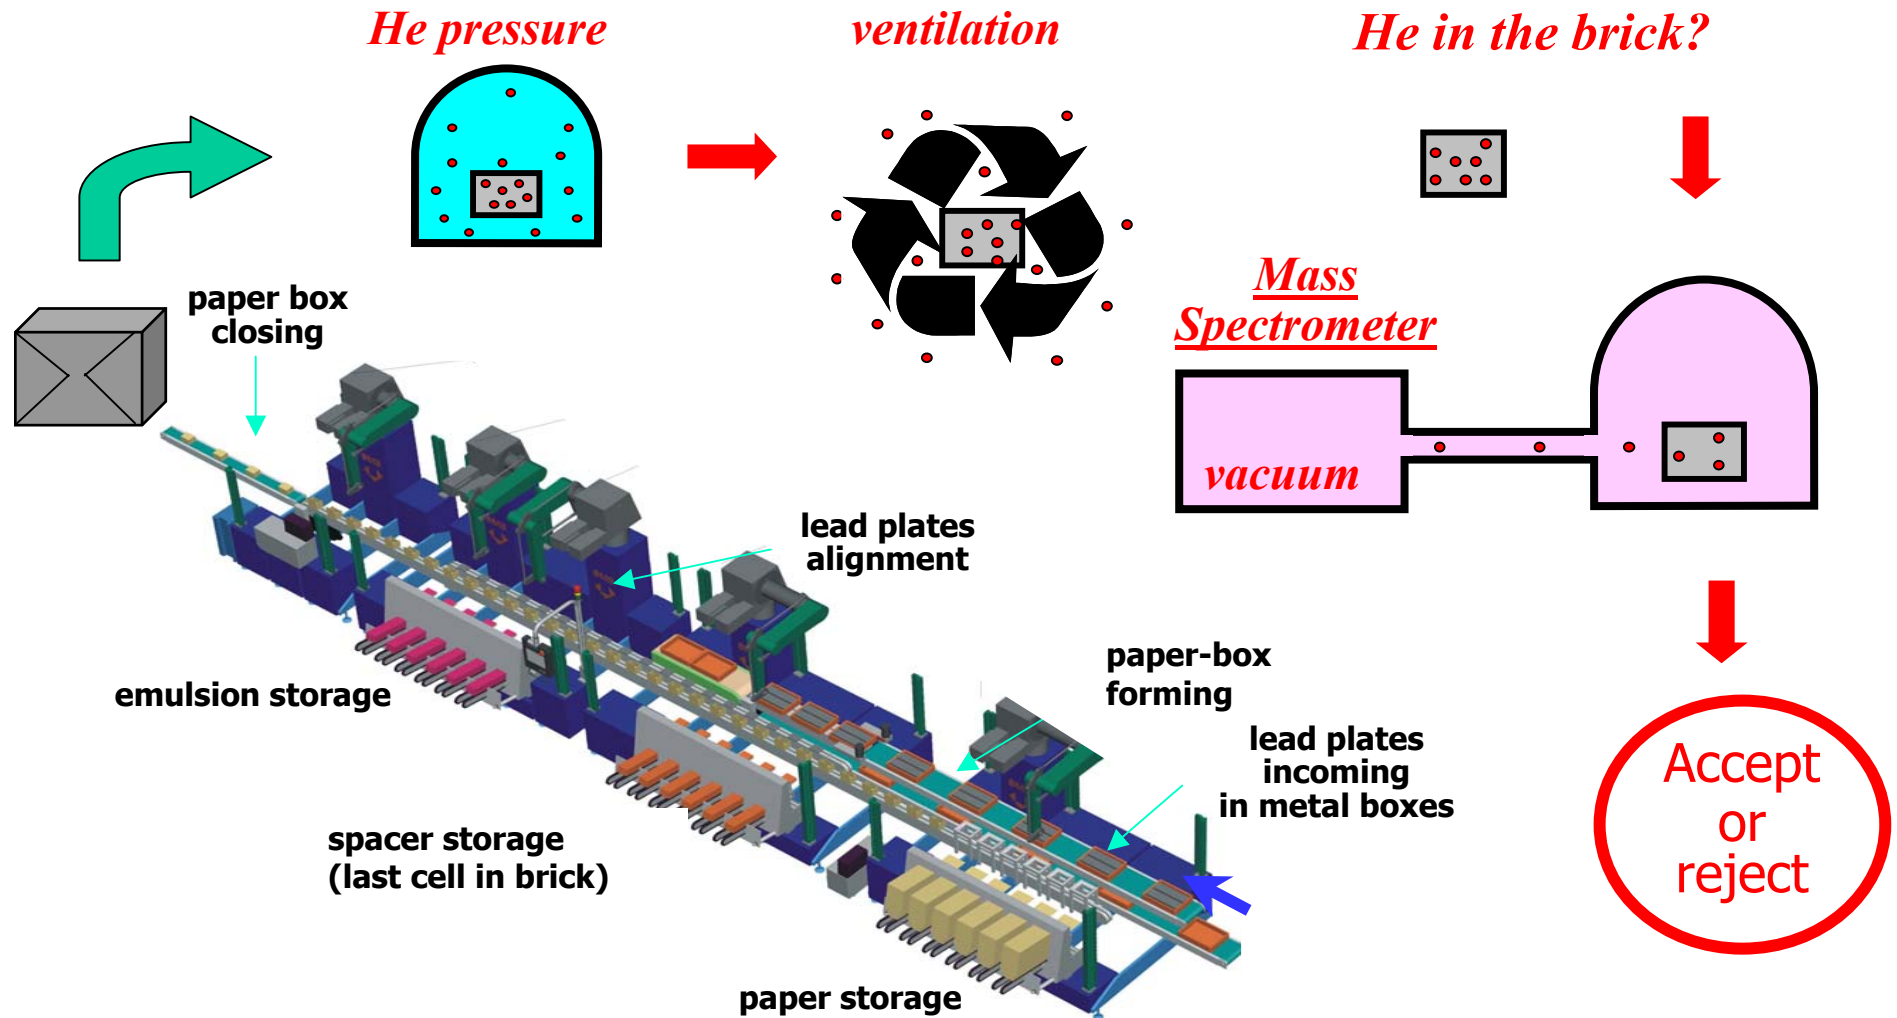 He pressure
ventilation
He in the brick?
paper box
closing
Mass
Spectrometer
vacuum
lead plates
alignment
emulsion storage
paper-box
forming
lead plates
incoming
in metal boxes
spacer storage
(last cell in brick)
paper storage
Accept
or
reject